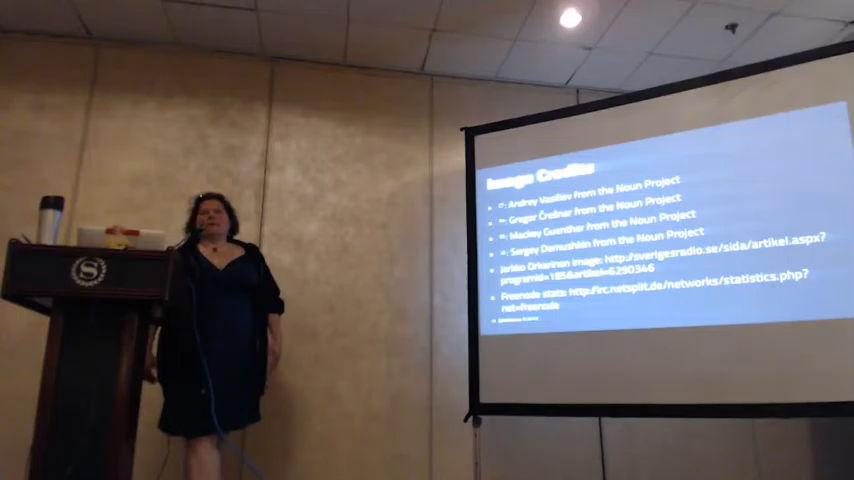 S
Image Credits
: Andrey Vasiliev from the Noun Project
: Gregor Črešnar from the Noun Project
: Mackey Guenther from the Noun Project
: Sergey Demushkin from the Noun Project
Jarkko Oikarinen image: http://sverigesradio.se/sida/artikel.aspx?
programid=185&artikel=6290346
Freenode stats: http://irc.netsplit.de/networks/statistics.php?
net=freenode